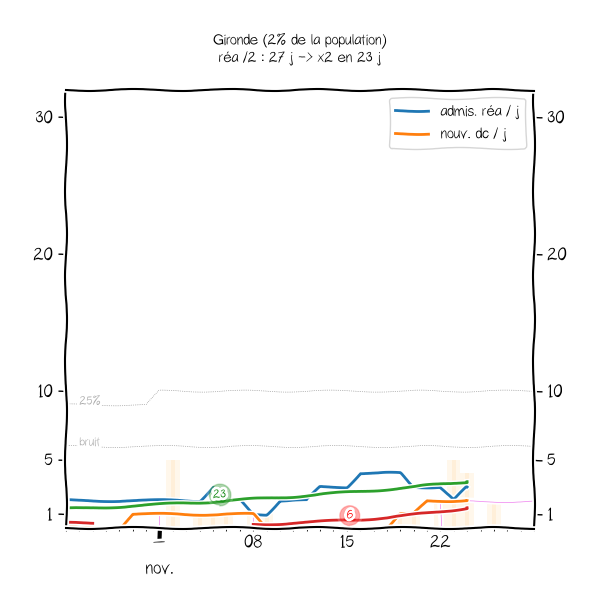 Gironde (2% de la population)
réa /2 : 27 j -> x2 en 23 j
admis. réa / j
nouv. dc / j
30
30
20
20
10
10
25%
bruit
5
5
23
6
1
1
1
08
15
22
nov.